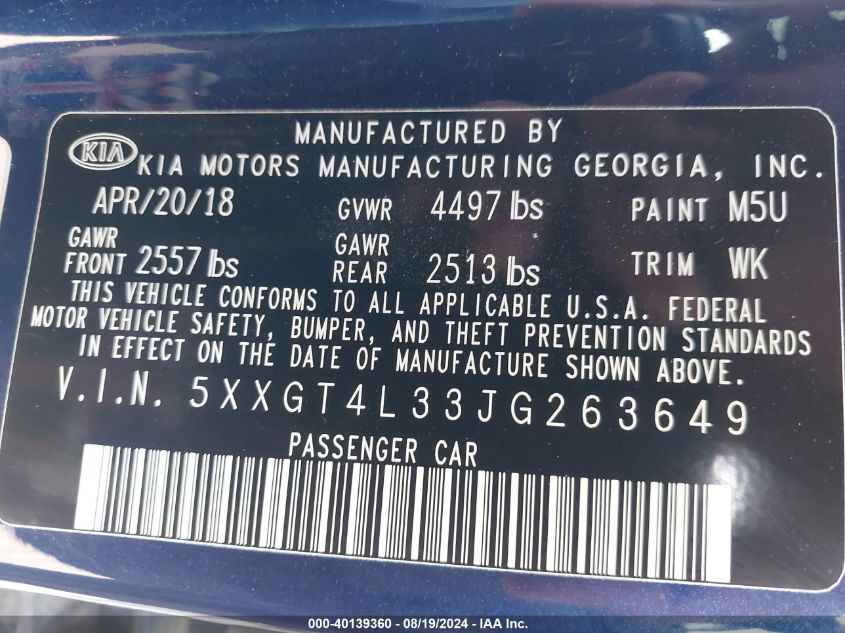 MANUFACTURED BY
KIA KIA MOTORS MANUFACTURING GEORGIA, INC.
APR/20/18 GVWR 4497 lbs PAINT M5U
GAWR FRONT 2557 lbs GAWR REAR 2513 lbs TRIM WK
THIS VEHICLE CONFORMS TO ALL APPLICABLE U.S.A. FEDERAL
MOTOR VEHICLE SAFETY, BUMPER, AND THEFT PREVENTION STANDARDS
IN EFFECT ON THE DATE OF MANUFACTURE SHOWN ABOVE.
V.I.N. 5XXGT4L33JG263649
PASSENGER CAR
000-40139360 - 08/19/2024 - IAA Inc.